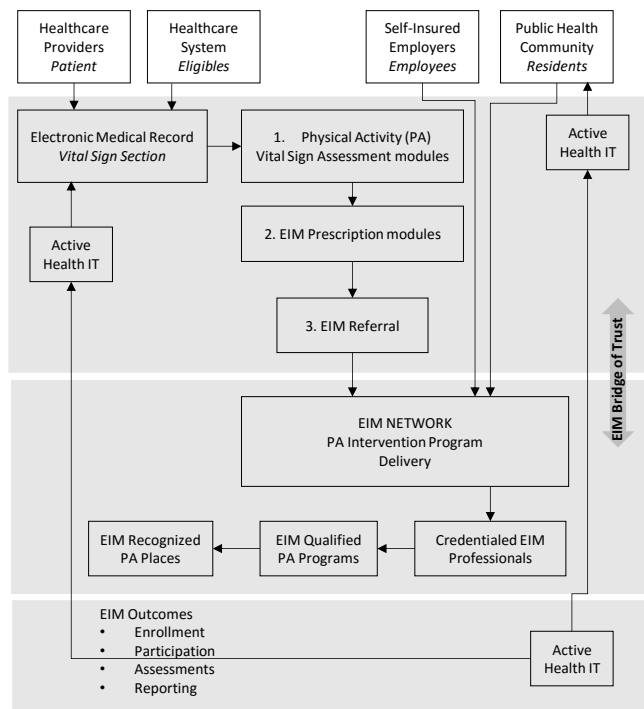 Healthcare
Providers
Patient
Healthcare
System
Eligibles
Self-Insured
Employers
Employees
Public Health
Community
Residents
Electronic Medical Record
Vital Sign Section
1. Physical Activity (PA)
Vital Sign Assessment modules
Active
Health IT
Active
Health IT
2. EIM Prescription modules
3. EIM Referral
EIM Bridge of Trust
EIM NETWORK
PA Intervention Program
Delivery
EIM Recognized
PA Places
EIM Qualified
PA Programs
Credentialed EIM
Professionals
EIM Outcomes
• Enrollment
• Participation
• Assessments
• Reporting
Active
Health IT